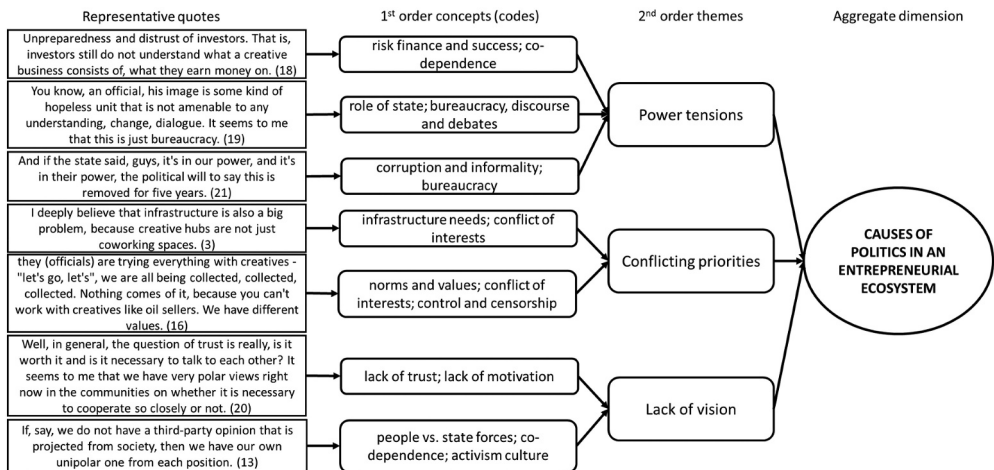 Representative quotes
1st order concepts (codes)
2nd order themes
Aggregate dimension
Unpreparedness and distrust of investors. That is,
investors still do not understand what a creative
business consists of, what they earn money on. (18)
risk finance and success; co-
dependence
You know, an official, his image is some kind of
hopeless unit that is not amenable to any
understanding, change, dialogue. It seems to me
that this is just bureaucracy. (19)
role of state; bureaucracy, discourse
and debates
Power tensions
And if the state said, guys, it's in our power, and it's
in their power, the political will to say this is
removed for five years. (21)
corruption and informality;
bureaucracy
I deeply believe that infrastructure is also a big
problem, because creative hubs are not just
coworking spaces. (3)
infrastructure needs; conflict of
interests
Conflicting priorities
CAUSES OF
POLITICS IN AN
ENTREPRENEURIAL
ECOSYSTEM
they (officials) are trying everything with creatives -
"let's go, let's", we are all being collected, collected,
collected. Nothing comes of it, because you can't
work with creatives like oil sellers. We have different
values. (16)
norms and values; conflict of
interests; control and censorship
Well, in general, the question of trust is really, is it
worth it and is it necessary to talk to each other? It
seems to me that we have very polar views right
now in the communities on whether it is necessary
to cooperate so closely or not. (20)
lack of trust; lack of motivation
Lack of vision
If, say, we do not have a third-party opinion that is
projected from society, then we have our own
unipolar one from each position. (13)
people vs. state forces; co-
dependence; activism culture